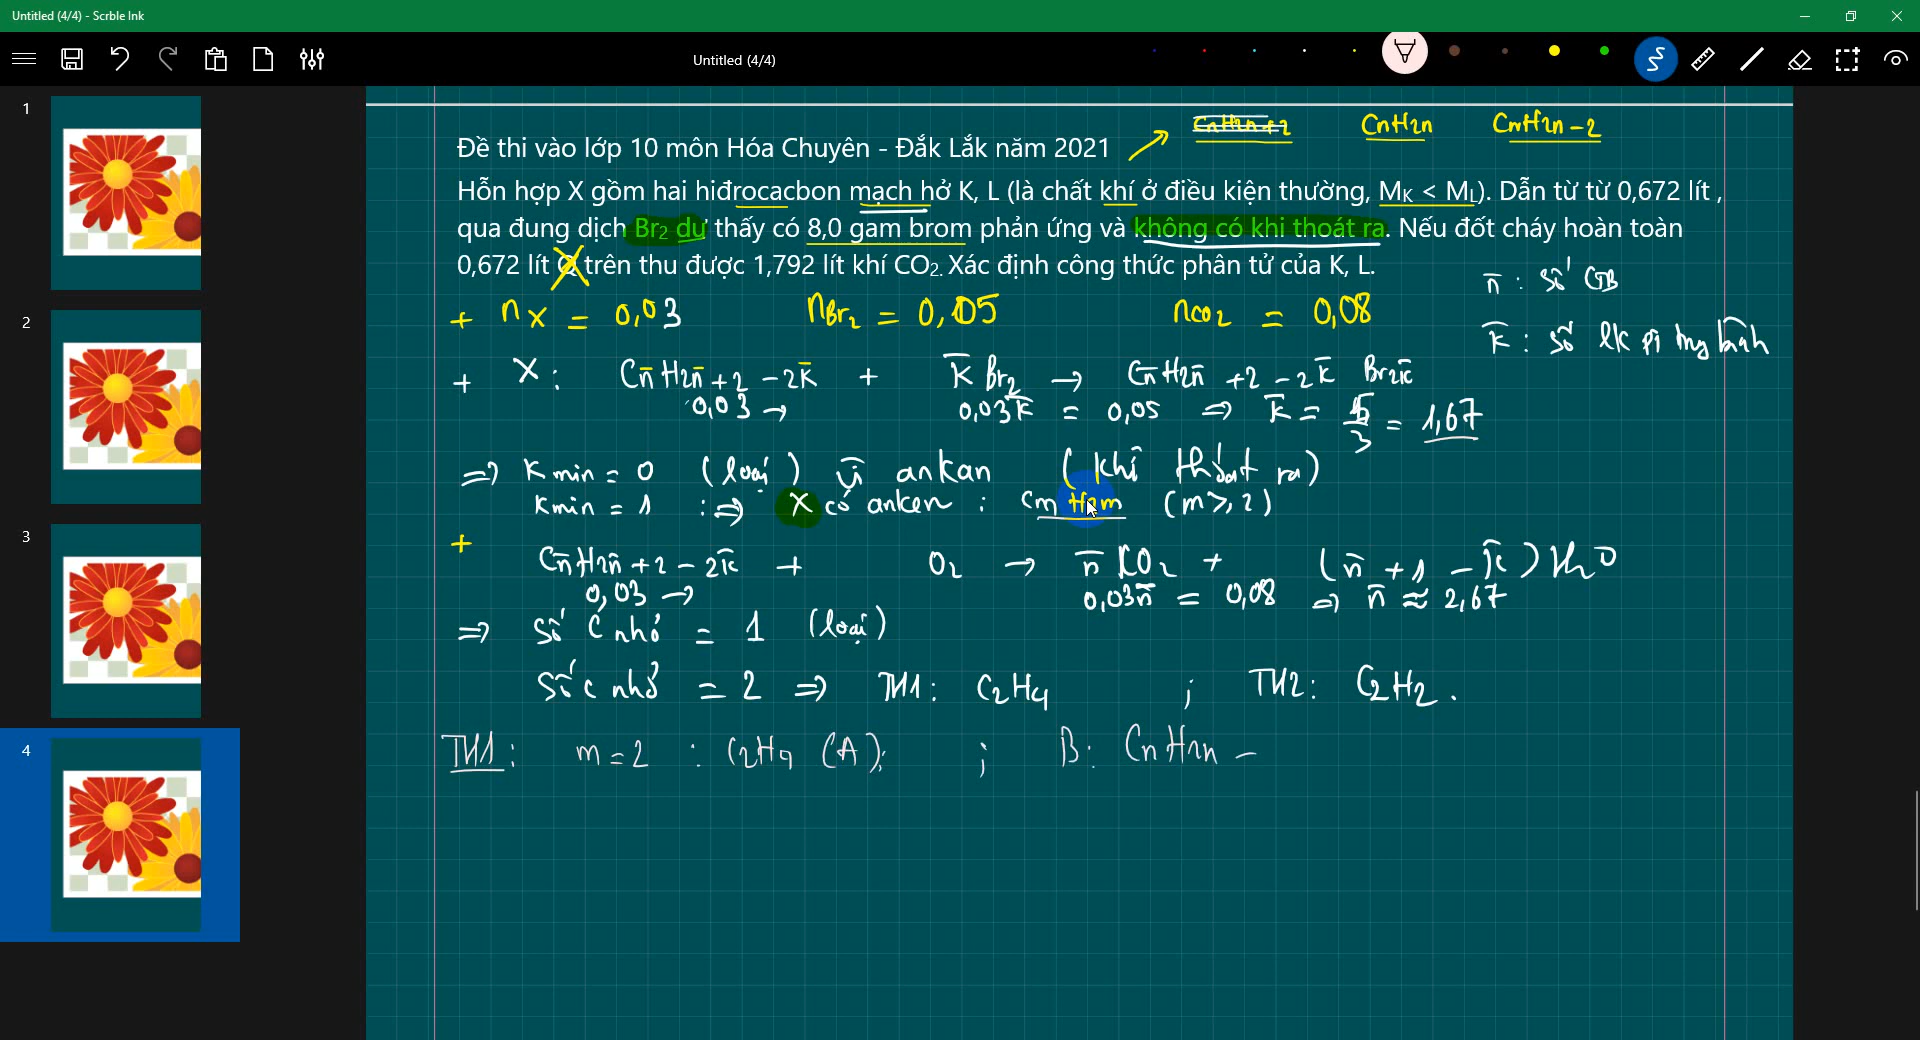 Untitled (4/4) - Scrble Ink
Untitled (4/4)
1
2
3
4
CnH2n+2 CnH2n CnH2n-2
Đề thi vào lớp 10 môn Hóa Chuyên - Đắk Lắk năm 2021
Hỗn hợp X gồm hai hiđrocacbon mạch hở K, L (là chất khí ở điều kiện thường, MK < ML). Dẫn từ từ 0,672 lít ,
qua đung dịch Br2 dư thấy có 8,0 gam brom phản ứng và không có khi thoát ra. Nếu đốt cháy hoàn toàn
0,672 lít X trên thu được 1,792 lít khí CO2. Xác định công thức phân tử của K, L.
n̄ : số CTB
k̄ : số lk pi trung bình
+ nX = 0,03 nBr2 = 0,05 nCO2 = 0,08
+ X : Cn̄H2n̄+2-2k̄ + k̄ Br2 → Cn̄H2n̄+2-2k̄ Br2k̄
0,03 → 0,03k̄ = 0,05 ⇒ k̄ = 5/3 = 1,67
⇒ Kmin = 0 (loại) vì ankan (khí thoát ra)
Kmin = 1 : ⇒ X có anken : CmH2m (m ≥ 2)
+ Cn̄H2n̄+2-2k̄ + O2 → n̄ CO2 + (n̄+1-k̄) H2O
0,03 → 0,03n̄ = 0,08 ⇒ n̄ ≈ 2,67
⇒ Số C nhỏ = 1 (loại)
Số C nhỏ = 2 ⇒ TH1: C2H4 ; TH2: C2H2.
TH1: m=2 : C2H4 (A); ; B: CnH2n -